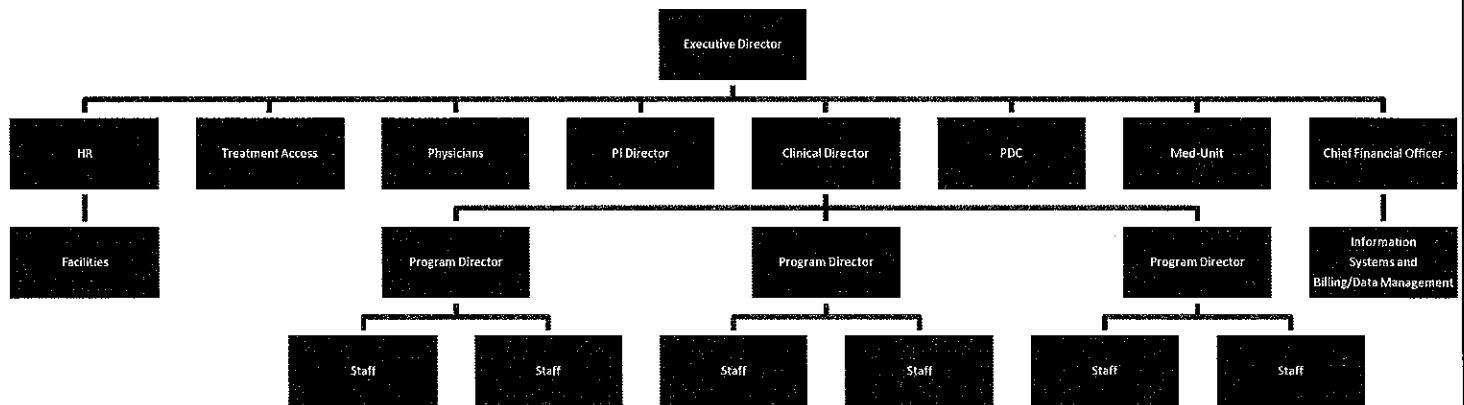 Executive Director
HR
Treatment Access
Physicians
PI Director
Clinical Director
PDC
Med-Unit
Chief Financial Officer
Facilities
Program Director
Program Director
Program Director
Information
Systems and
Billing/Data Management
Staff
Staff
Staff
Staff
Staff
Staff